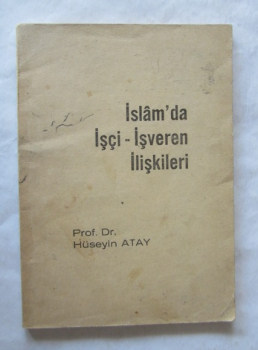 İslâm'da
İşçi - İşveren
İlişkileri
Prof. Dr.
Hüseyin ATAY